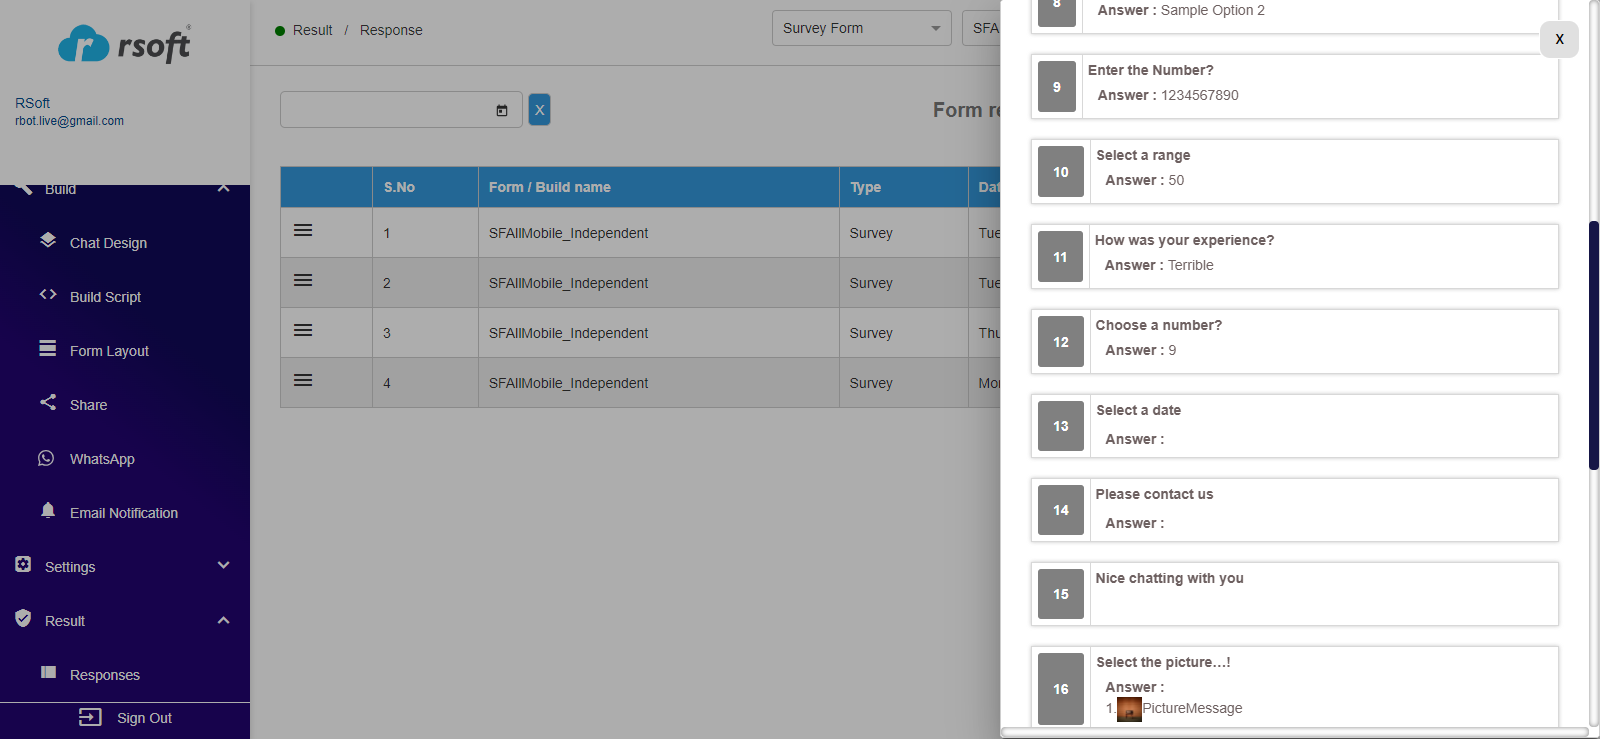 rsoft
RSoft
rbot.live@gmail.com
Build
Chat Design
Build Script
Form Layout
Share
WhatsApp
Email Notification
Settings
Result
Responses
Sign Out
Result / Response
Survey Form
SFA
X
Form re
S.No Form / Build name Type Dat
1 SFAllMobile_Independent Survey Tue
2 SFAllMobile_Independent Survey Tue
3 SFAllMobile_Independent Survey Thu
4 SFAllMobile_Independent Survey Mon
X
8
Answer : Sample Option 2
9
Enter the Number?
Answer : 1234567890
10
Select a range
Answer : 50
11
How was your experience?
Answer : Terrible
12
Choose a number?
Answer : 9
13
Select a date
Answer :
14
Please contact us
Answer :
15
Nice chatting with you
16
Select the picture...!
Answer :
1. PictureMessage